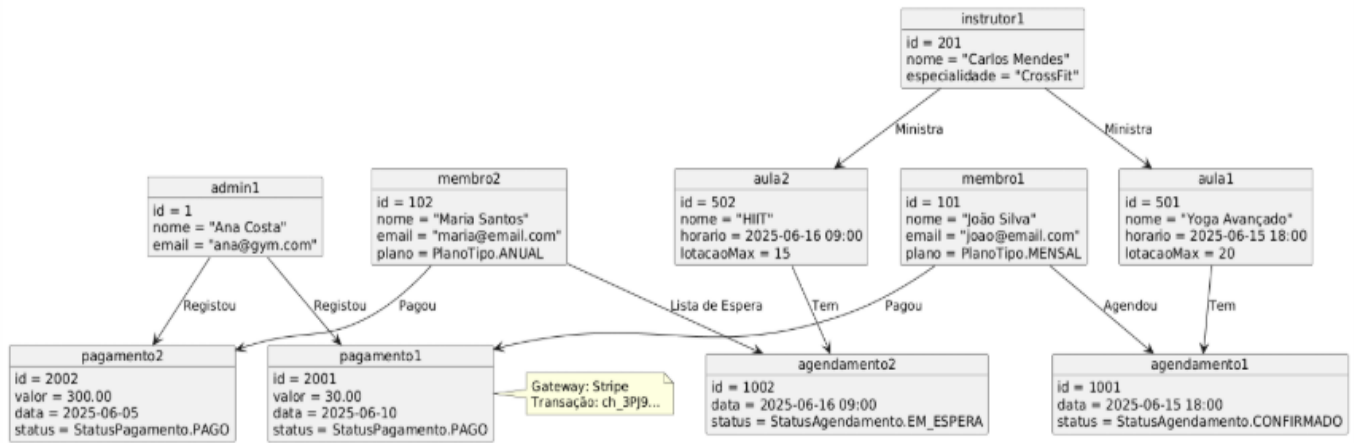 instrutor1
id = 201
nome = "Carlos Mendes"
especialidade = "CrossFit"
Ministra
Ministra
admin1
id = 1
nome = "Ana Costa"
email = "ana@gym.com"
membro2
id = 102
nome = "Maria Santos"
email = "maria@email.com"
plano = PlanoTipo.ANUAL
aula2
id = 502
nome = "HIIT"
horario = 2025-06-16 09:00
lotacaoMax = 15
membro1
id = 101
nome = "João Silva"
email = "joao@email.com"
plano = PlanoTipo.MENSAL
aula1
id = 501
nome = "Yoga Avançado"
horario = 2025-06-15 18:00
lotacaoMax = 20
Registou
Registou
Pagou
Lista de Espera
Tem
Pagou
Agendou
Tem
pagamento2
id = 2002
valor = 300.00
data = 2025-06-05
status = StatusPagamento.PAGO
pagamento1
id = 2001
valor = 30.00
data = 2025-06-10
status = StatusPagamento.PAGO
Gateway: Stripe
Transação: ch_3PJ9...
agendamento2
id = 1002
data = 2025-06-16 09:00
status = StatusAgendamento.EM_ESPERA
agendamento1
id = 1001
data = 2025-06-15 18:00
status = StatusAgendamento.CONFIRMADO